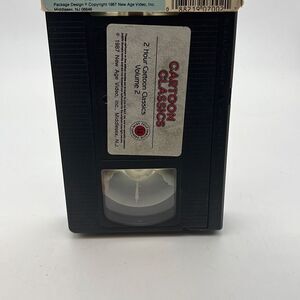 Package Design © Copyright 1987 New Age Video, Inc.
Middlesex, NJ 08846
CARTOON
CLASSICS
2 Hour Cartoon Classics
Volume 2
© 1987 New Age Video, Inc., Middlesex, N.J.